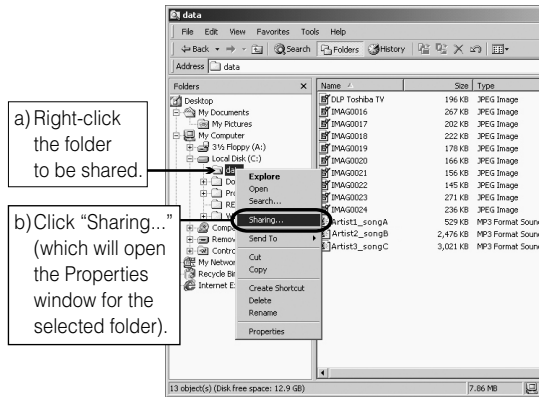 data
File Edit View Favorites Tools Help
Back Search Folders History
Address data
Folders
Name Size Type
Desktop
My Documents
My Pictures
My Computer
3½ Floppy (A:)
Local Disk (C:)
My Networ
Recycle Bi
Internet E
Explore
Open
Search...
Sharing...
Send To
Cut
Copy
Create Shortcut
Delete
Rename
Properties
DLP Toshiba TV 196 KB JPEG Image
IMAG0016 267 KB JPEG Image
IMAG0017 202 KB JPEG Image
IMAG0018 222 KB JPEG Image
IMAG0019 178 KB JPEG Image
IMAG0020 166 KB JPEG Image
IMAG0021 156 KB JPEG Image
IMAG0022 145 KB JPEG Image
IMAG0023 271 KB JPEG Image
IMAG0024 236 KB JPEG Image
Artist1_songA 529 KB MP3 Format Soun
Artist2_songB 2,476 KB MP3 Format Soun
Artist3_songC 3,021 KB MP3 Format Soun
a) Right-click
the folder
to be shared.
b) Click “Sharing...”
(which will open
the Properties
window for the
selected folder).
13 object(s) (Disk free space: 12.9 GB) 7.86 MB